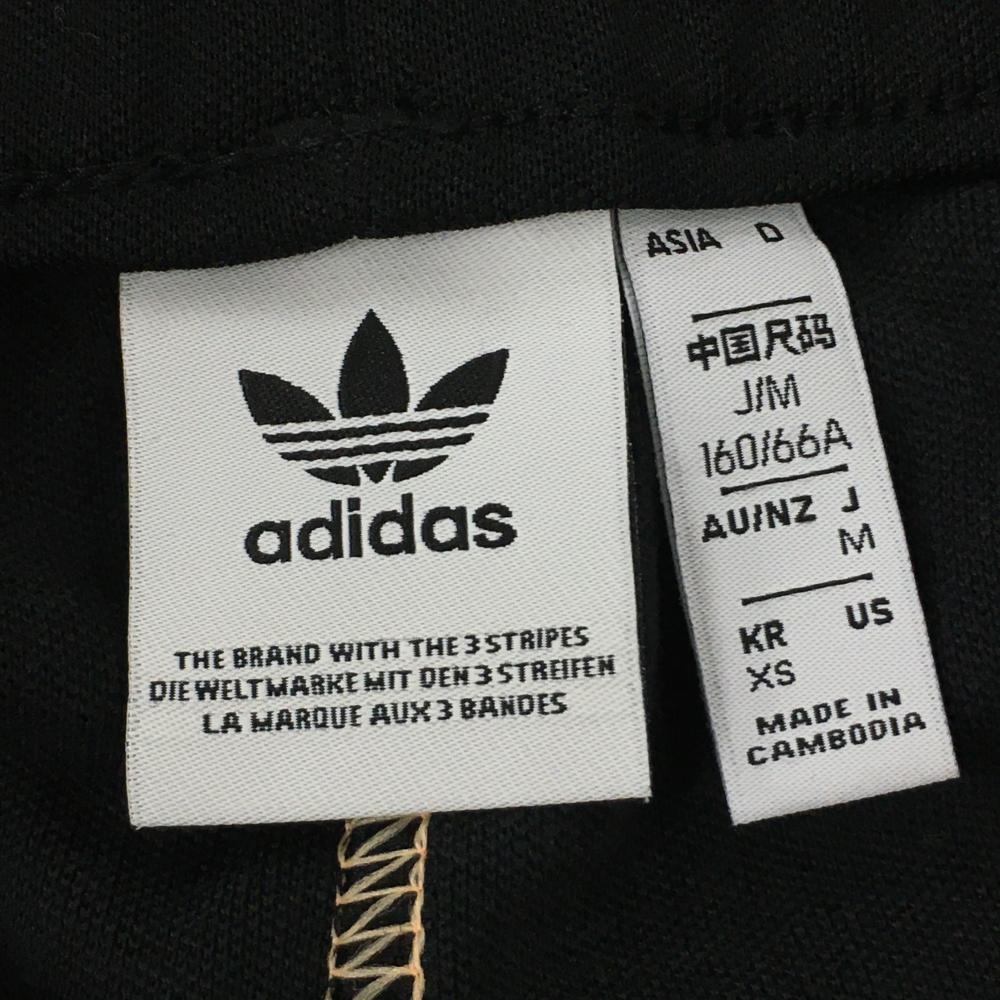 adidas
THE BRAND WITH THE 3 STRIPES
DIE WELTMARKE MIT DEN 3 STREIFEN
LA MARQUE AUX 3 BANDES
ASIA D
中国尺码
J/M
160/66A
AU/NZ J
M
KR US
XS
MADE IN
CAMBODIA